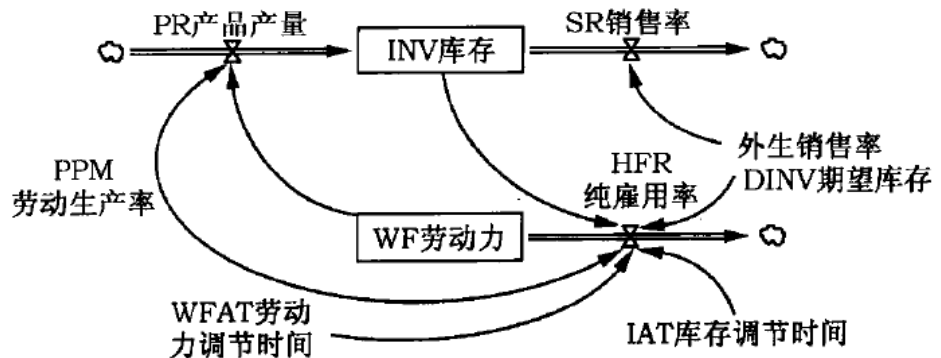 PR产品产量
SR销售率
INV库存
PPM
劳动生产率
HFR
纯雇用率
外生销售率
DINV期望库存
WF劳动力
WFAT劳动
力调节时间
IAT库存调节时间